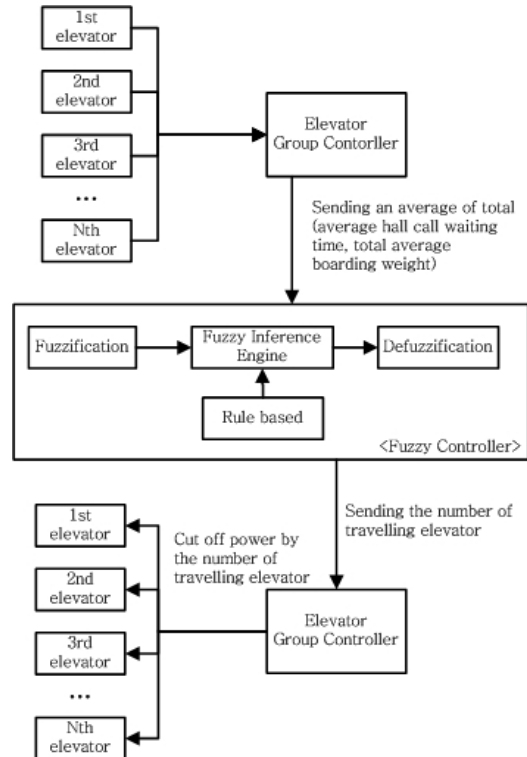 1st
elevator
2nd
elevator
3rd
elevator
...
Nth
elevator
Elevator
Group Contorller
Sending an average of total
(average hall call waiting
time, total average
boarding weight)
Fuzzification
Fuzzy Inference
Engine
Defuzzification
Rule based
<Fuzzy Controller>
Sending the number of
travelling elevator
1st
elevator
2nd
elevator
3rd
elevator
...
Nth
elevator
Cut off power by
the number of
travelling elevator
Elevator
Group Controller